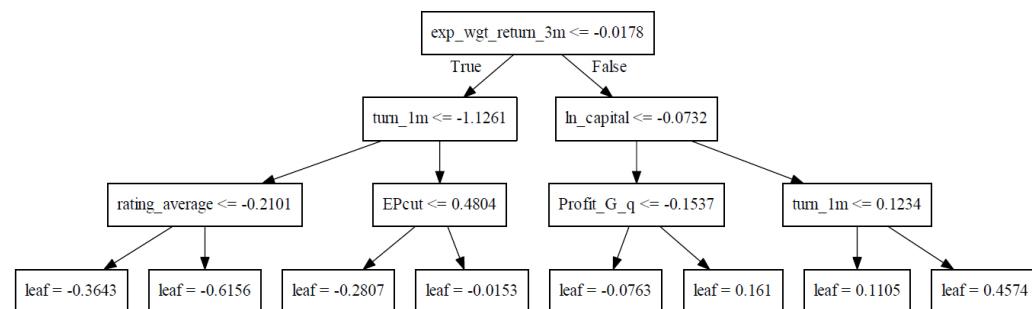 exp_wgt_return_3m <= -0.0178
True
False
turn_1m <= -1.1261
ln_capital <= -0.0732
rating_average <= -0.2101
EPcut <= 0.4804
Profit_G_q <= -0.1537
turn_1m <= 0.1234
leaf = -0.3643
leaf = -0.6156
leaf = -0.2807
leaf = -0.0153
leaf = -0.0763
leaf = 0.161
leaf = 0.1105
leaf = 0.4574